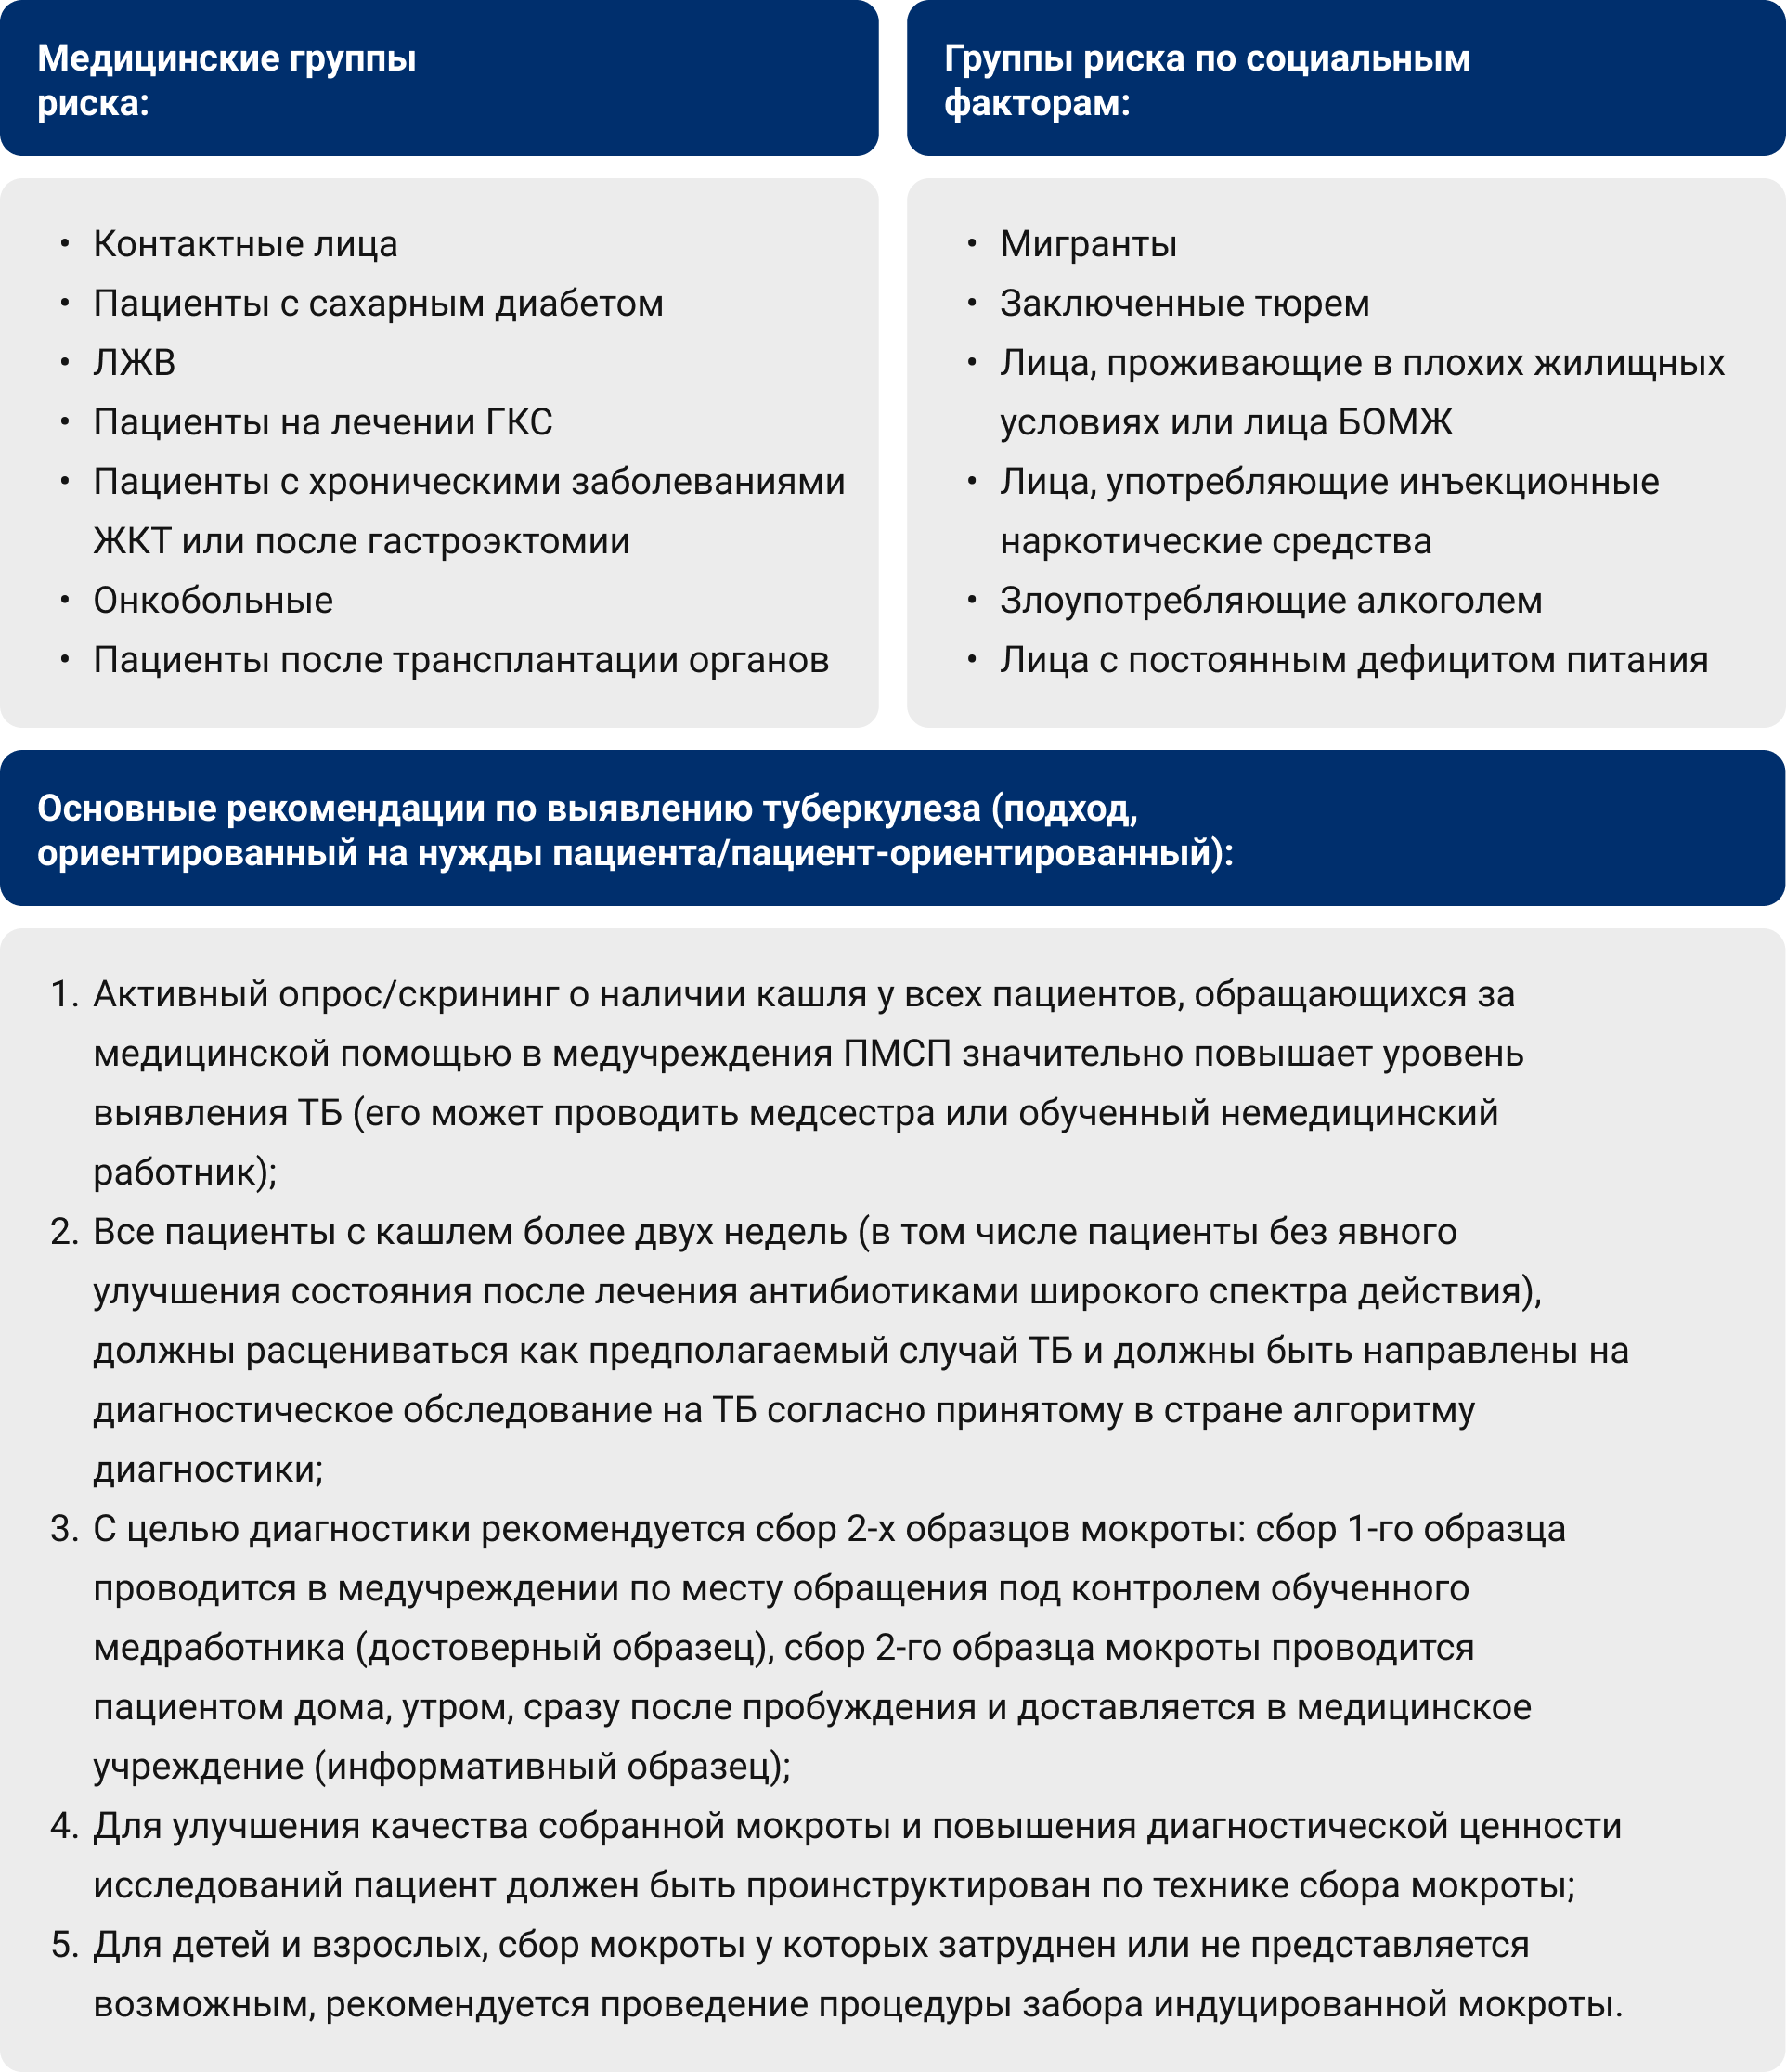 Медицинские группы
риска:
Контактные лица
Пациенты с сахарным диабетом
ЛЖВ
Пациенты на лечении ГКС
Пациенты с хроническими заболеваниями
ЖКТ или после гастроэктомии
Онкобольные
Пациенты после трансплантации органов
Группы риска по социальным
факторам:
Мигранты
Заключенные тюрем
Лица, проживающие в плохих жилищных
условиях или лица БОМЖ
Лица, употребляющие инъекционные
наркотические средства
Злоупотребляющие алкоголем
Лица с постоянным дефицитом питания
Основные рекомендации по выявлению туберкулеза (подход,
ориентированный на нужды пациента/пациент-ориентированный):
1. Активный опрос/скрининг о наличии кашля у всех пациентов, обращающихся за
медицинской помощью в медучреждения ПМСП значительно повышает уровень
выявления ТБ (его может проводить медсестра или обученный немедицинский
работник);
2. Все пациенты с кашлем более двух недель (в том числе пациенты без явного
улучшения состояния после лечения антибиотиками широкого спектра действия),
должны расцениваться как предполагаемый случай ТБ и должны быть направлены на
диагностическое обследование на ТБ согласно принятому в стране алгоритму
диагностики;
3. С целью диагностики рекомендуется сбор 2-х образцов мокроты: сбор 1-го образца
проводится в медучреждении по месту обращения под контролем обученного
медработника (достоверный образец), сбор 2-го образца мокроты проводится
пациентом дома, утром, сразу после пробуждения и доставляется в медицинское
учреждение (информативный образец);
4. Для улучшения качества собранной мокроты и повышения диагностической ценности
исследований пациент должен быть проинструктирован по технике сбора мокроты;
5. Для детей и взрослых, сбор мокроты у которых затруднен или не представляется
возможным, рекомендуется проведение процедуры забора индуцированной мокроты.